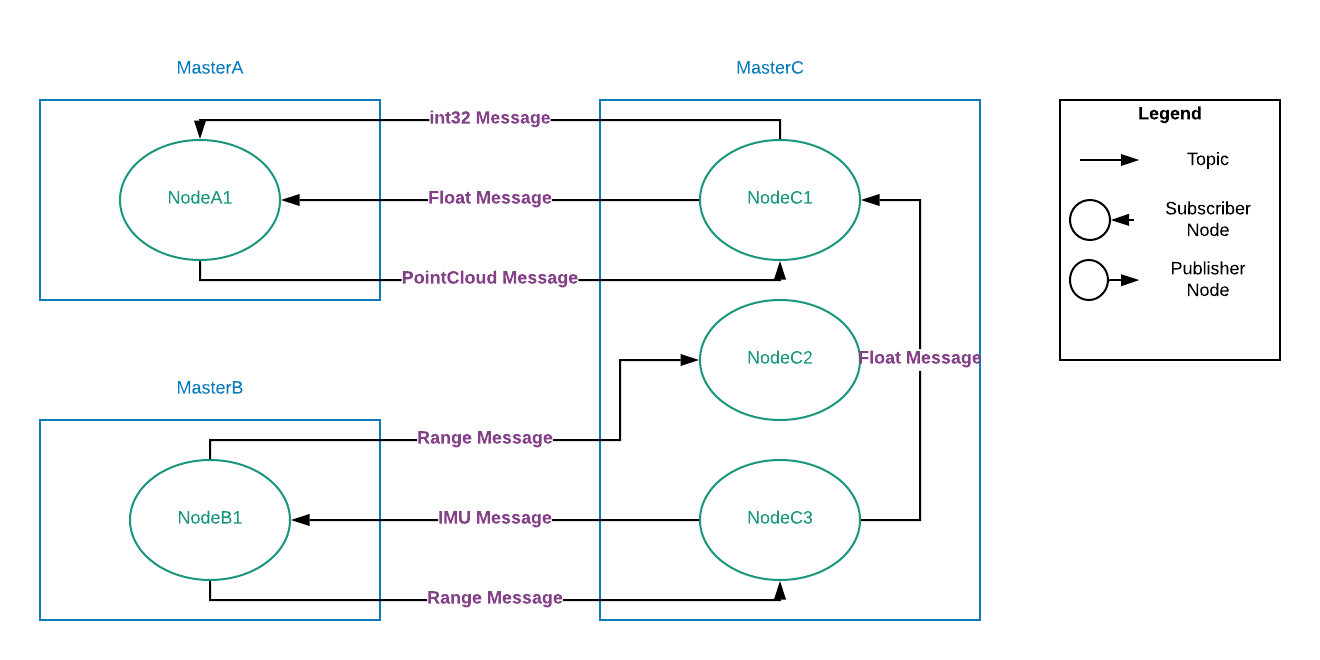 MasterA
MasterC
Legend
int32 Message
Topic
NodeA1
Float Message
NodeC1
Subscriber
Node
PointCloud Message
Publisher
Node
NodeC2
Float Message
MasterB
Range Message
NodeB1
IMU Message
NodeC3
Range Message